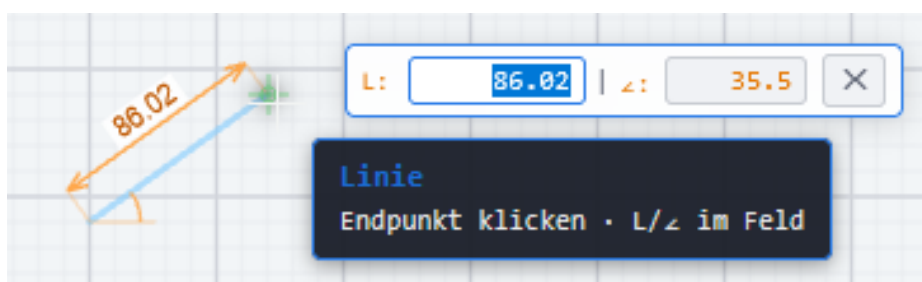 86.02
L: 86.02 | ∠: 35.5 ×
Linie
Endpunkt klicken · L/∠ im Feld